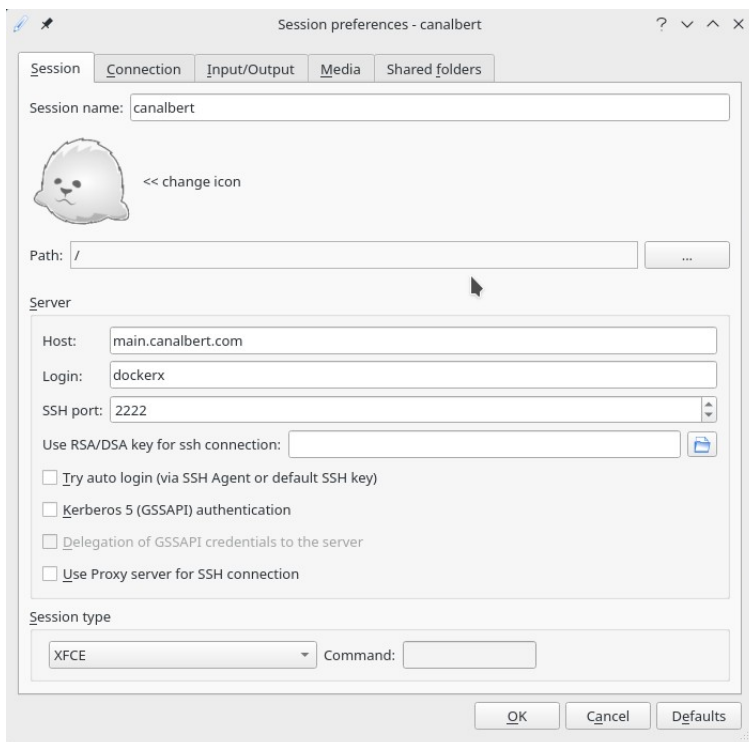 Session preferences - canalbert
Session Connection Input/Output Media Shared folders
Session name: canalbert
<< change icon
Path: / ...
Server
Host: main.canalbert.com
Login: dockerx
SSH port: 2222
Use RSA/DSA key for ssh connection:
Try auto login (via SSH Agent or default SSH key)
Kerberos 5 (GSSAPI) authentication
Delegation of GSSAPI credentials to the server
Use Proxy server for SSH connection
Session type
XFCE Command:
OK Cancel Defaults